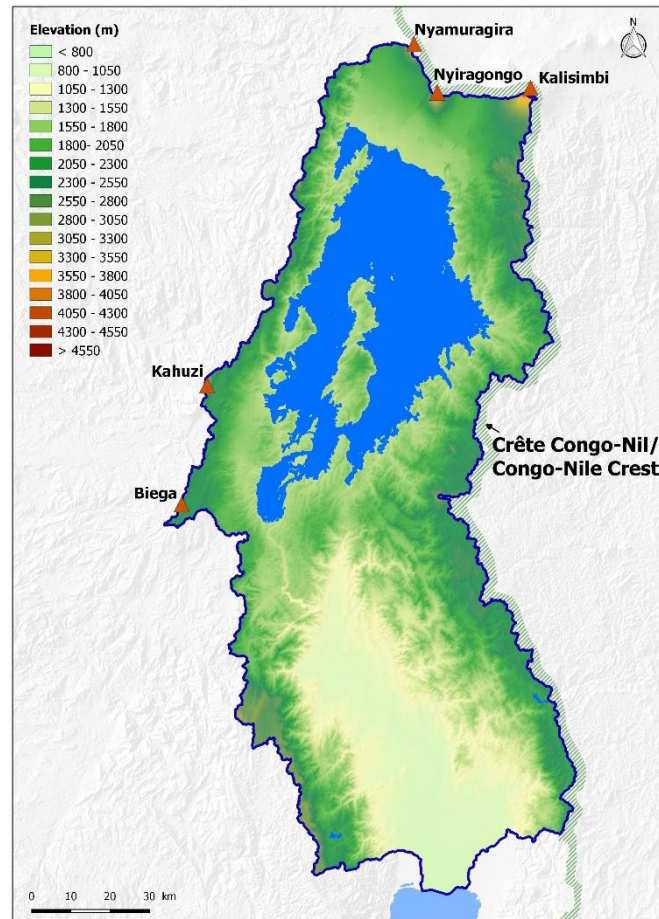 Elevation (m)
< 800
800 - 1050
1050 - 1300
1300 - 1550
1550 - 1800
1800- 2050
2050 - 2300
2300 - 2550
2550 - 2800
2800 - 3050
3050 - 3300
3300 - 3550
3550 - 3800
3800 - 4050
4050 - 4300
4300 - 4550
> 4550
Nyamuragira
Nyiragongo
Kalisimbi
N
Kahuzi
Crête Congo-Nil/
Congo-Nile Crest
Biega
0 10 20 30 km